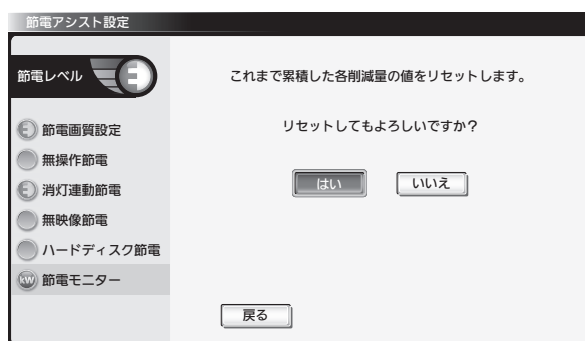 節電アシスト設定
節電レベル E
これまで累積した各削減量の値をリセットします。
リセットしてもよろしいですか？
はい いいえ
E 節電画質設定
無操作節電
E 消灯連動節電
無映像節電
ハードディスク節電
kW 節電モニター
戻る